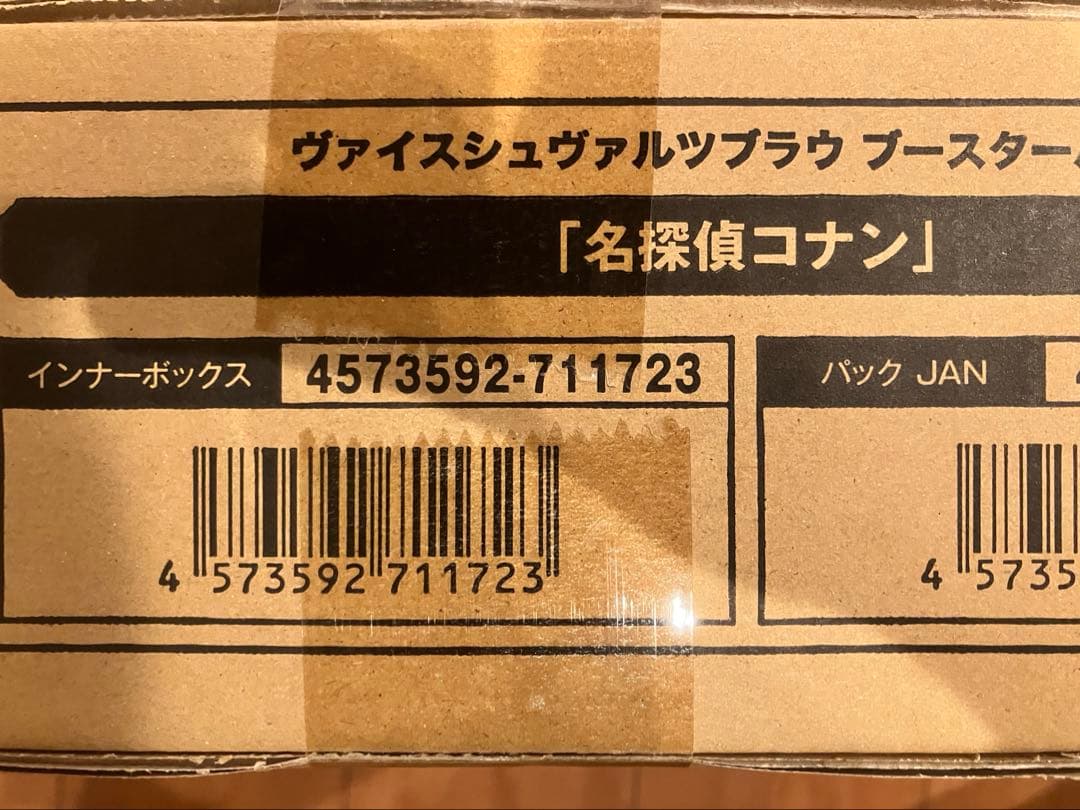 ヴァイスシュヴァルツブラウ ブースター
「名探偵コナン」
インナーボックス 4573592-711723
パック JAN
4 573592 711723
4 5735